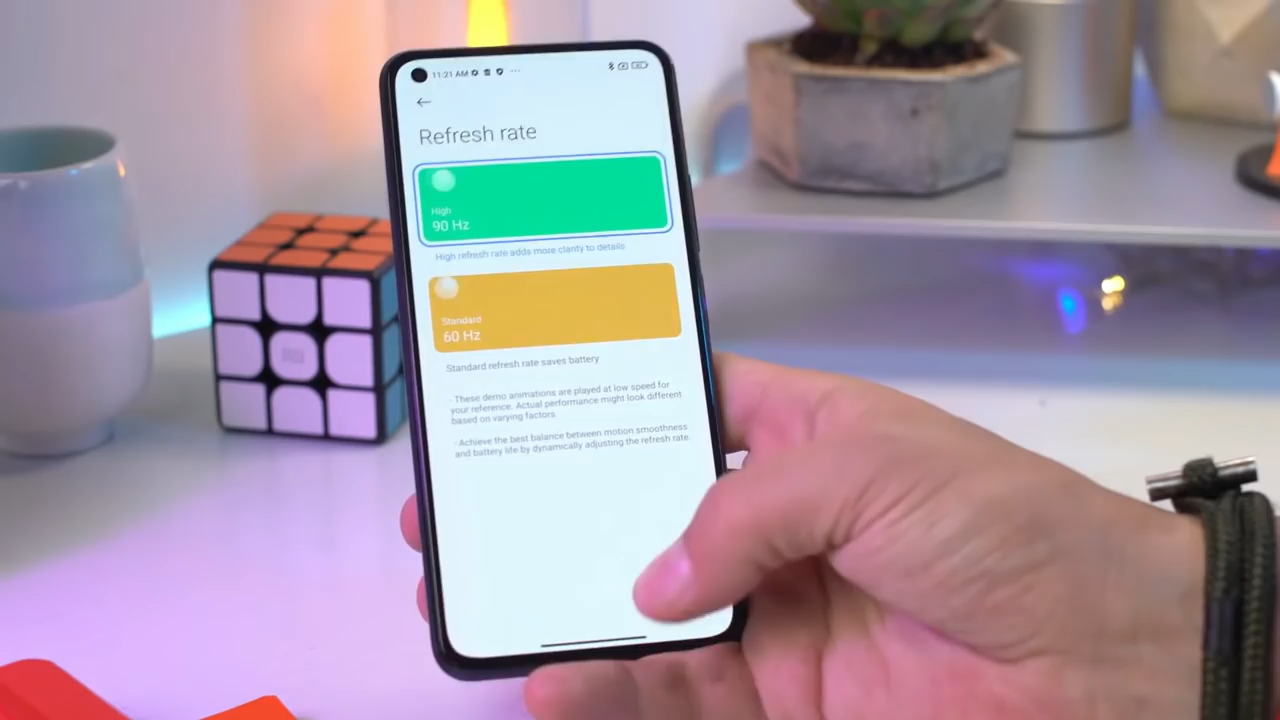 11:21 AM
Refresh rate
High
90 Hz
High refresh rate adds more clarity to details
Standard
60 Hz
Standard refresh rate saves battery
- These demo animations are played at low speed for
your reference. Actual performance might look different
based on varying factors.
- Achieve the best balance between motion smoothness
and battery life by dynamically adjusting the refresh rate.